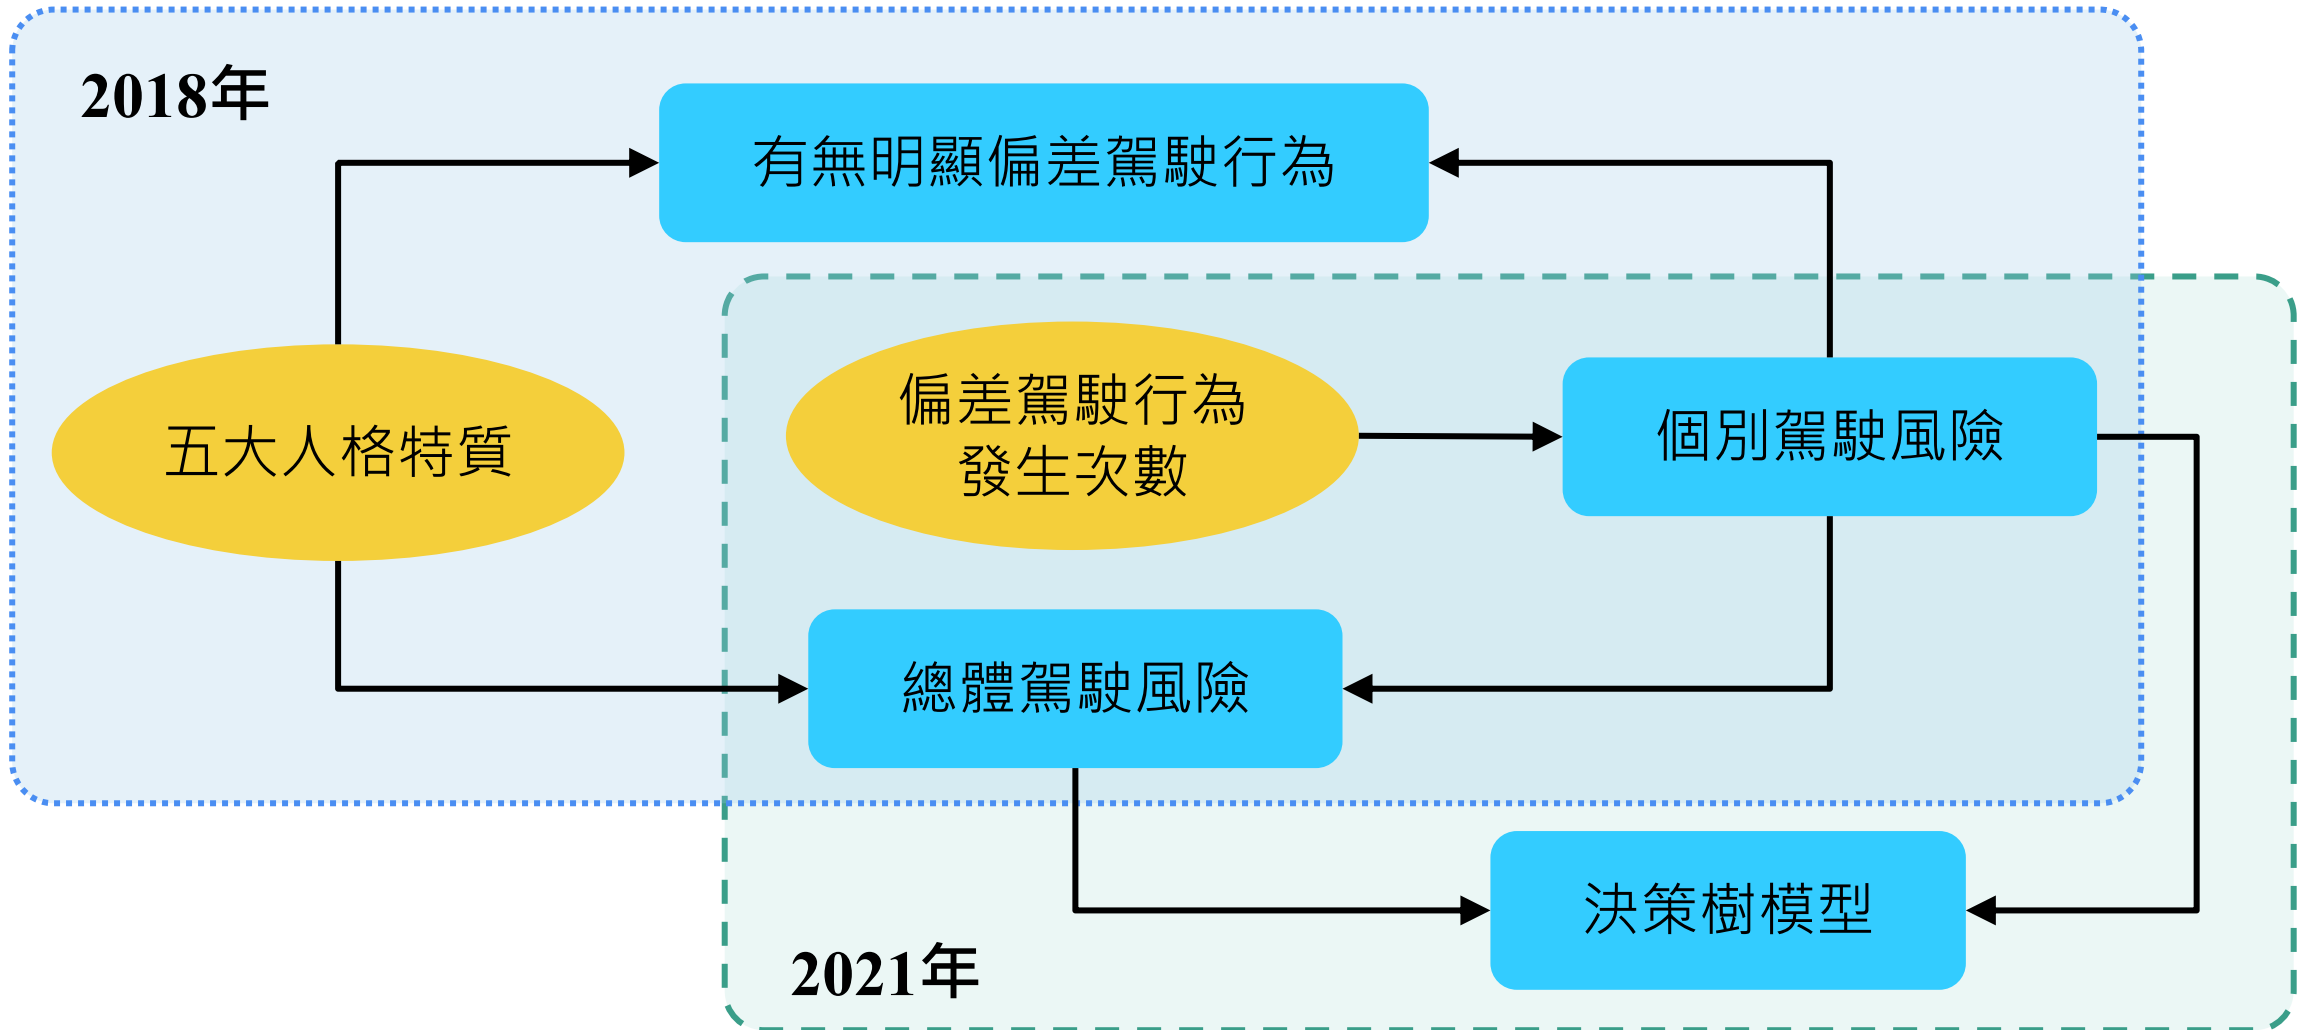 2018年
有無明顯偏差駕駛行為
五大人格特質
偏差駕駛行為
發生次數
個別駕駛風險
總體駕駛風險
決策樹模型
2021年